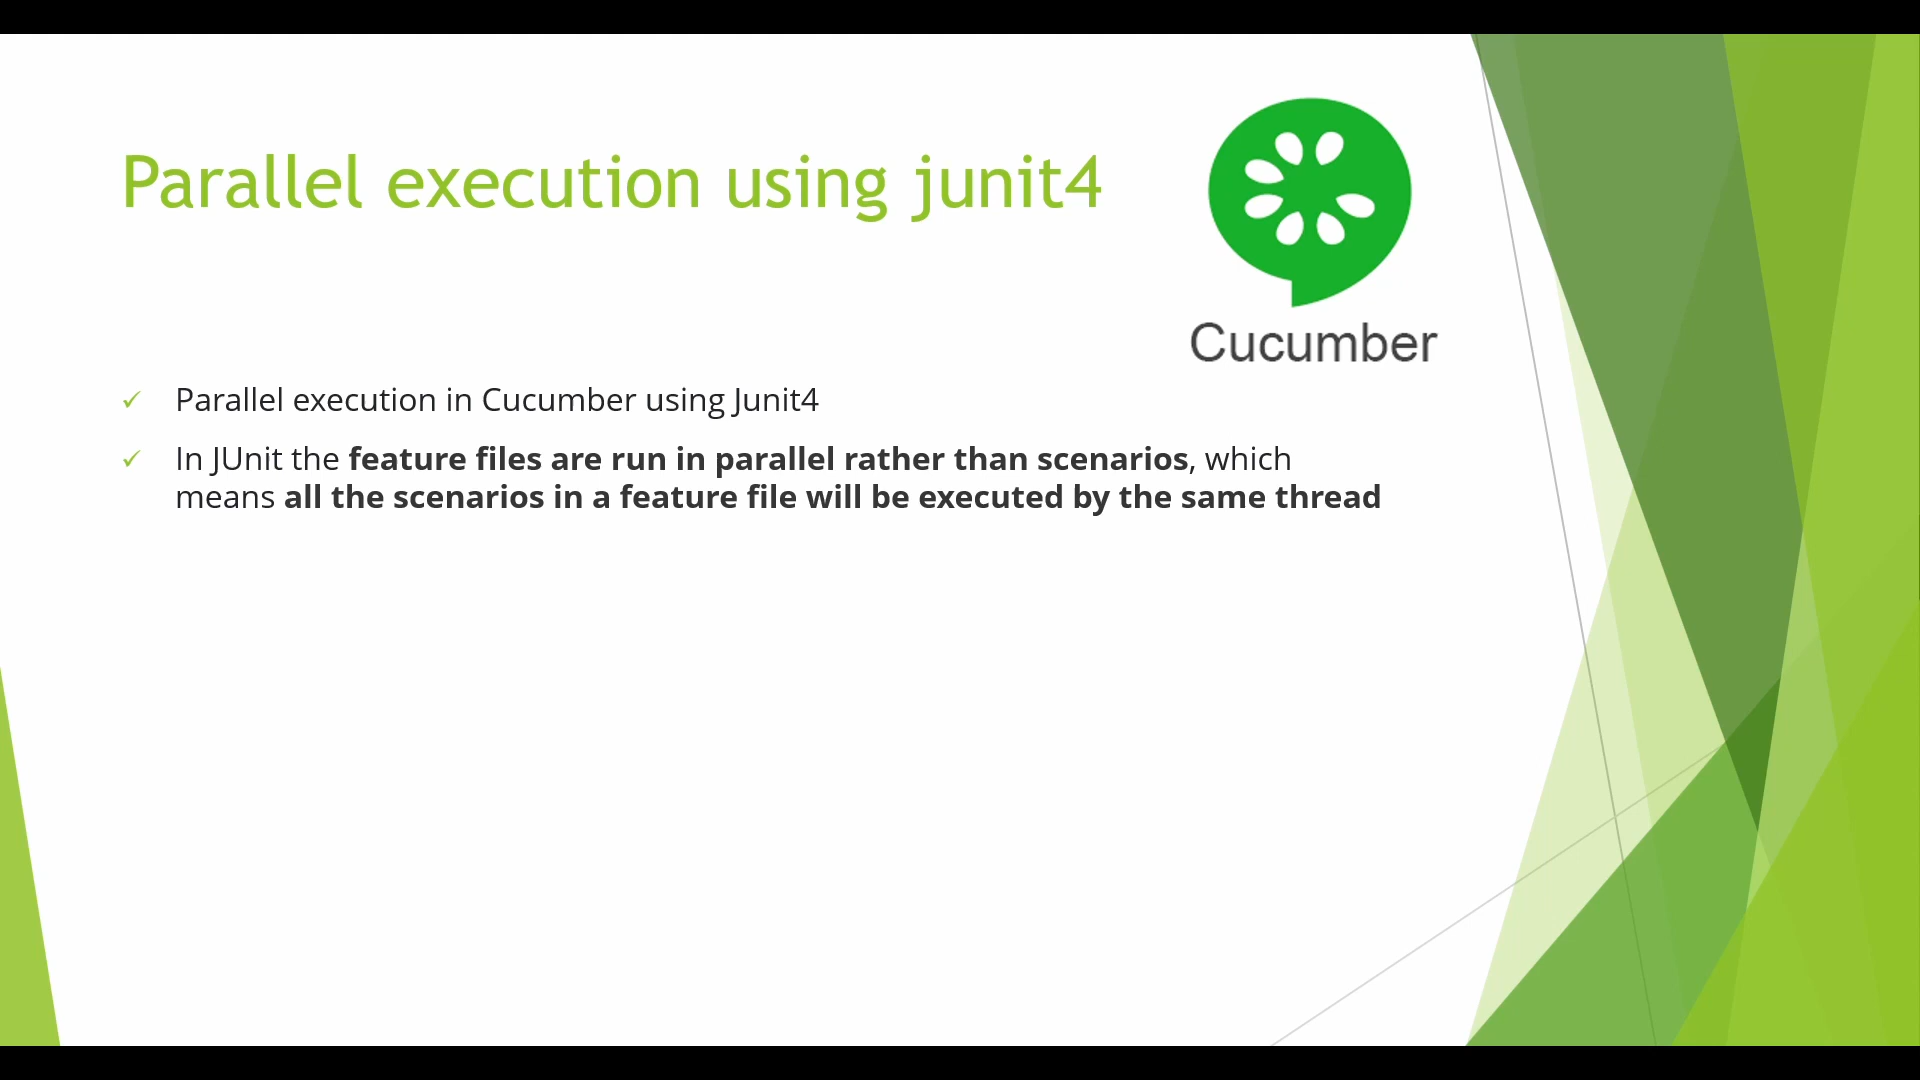 Parallel execution using junit4
Cucumber
Parallel execution in Cucumber using Junit4
In JUnit the feature files are run in parallel rather than scenarios, which
means all the scenarios in a feature file will be executed by the same thread